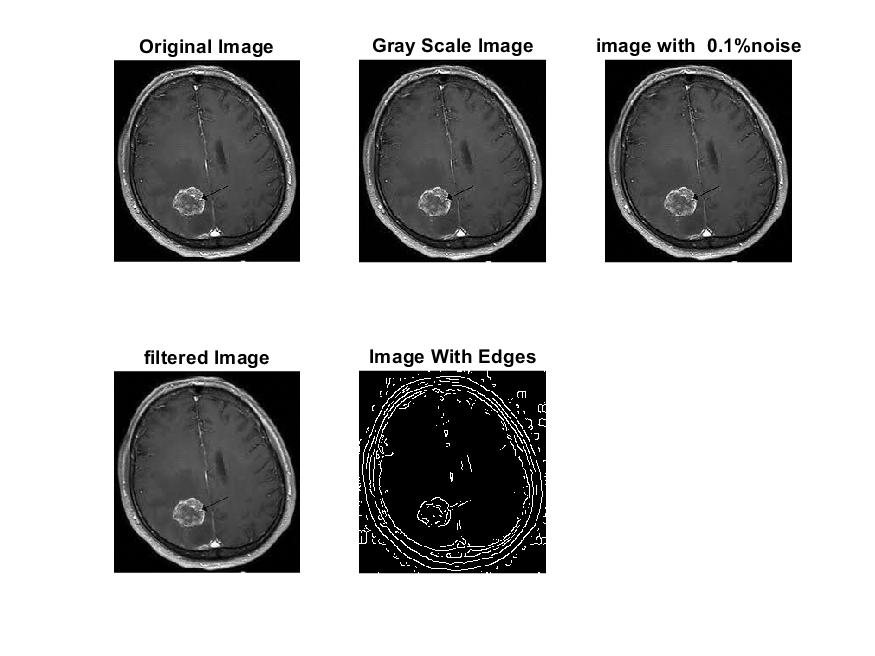 Original Image
Gray Scale Image
image with  0.1%noise
filtered Image
Image With Edges